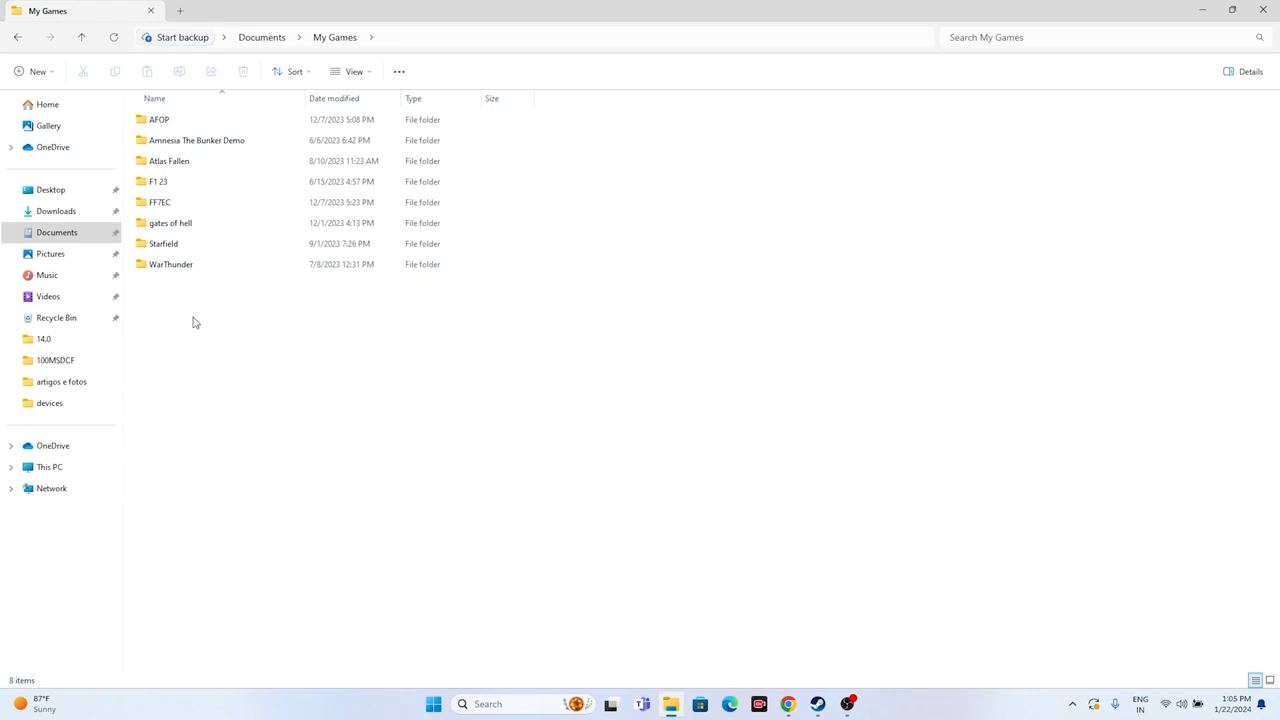 My Games
Start backup Documents My Games
Search My Games
New Sort View Details
Name Date modified Type Size
Home
Gallery
OneDrive
Desktop
Downloads
Documents
Pictures
Music
Videos
Recycle Bin
14.0
100MSDCF
artigos e fotos
devices
OneDrive
This PC
Network
AFOP 12/7/2023 5:08 PM File folder
Amnesia The Bunker Demo 6/6/2023 6:42 PM File folder
Atlas Fallen 8/10/2023 11:23 AM File folder
F1 23 6/15/2023 4:57 PM File folder
FF7EC 12/7/2023 5:23 PM File folder
gates of hell 12/1/2023 4:13 PM File folder
Starfield 9/1/2023 7:26 PM File folder
WarThunder 7/8/2023 12:31 PM File folder
8 items
87°F
Sunny
Search
ENG
IN
1:05 PM
1/22/2024